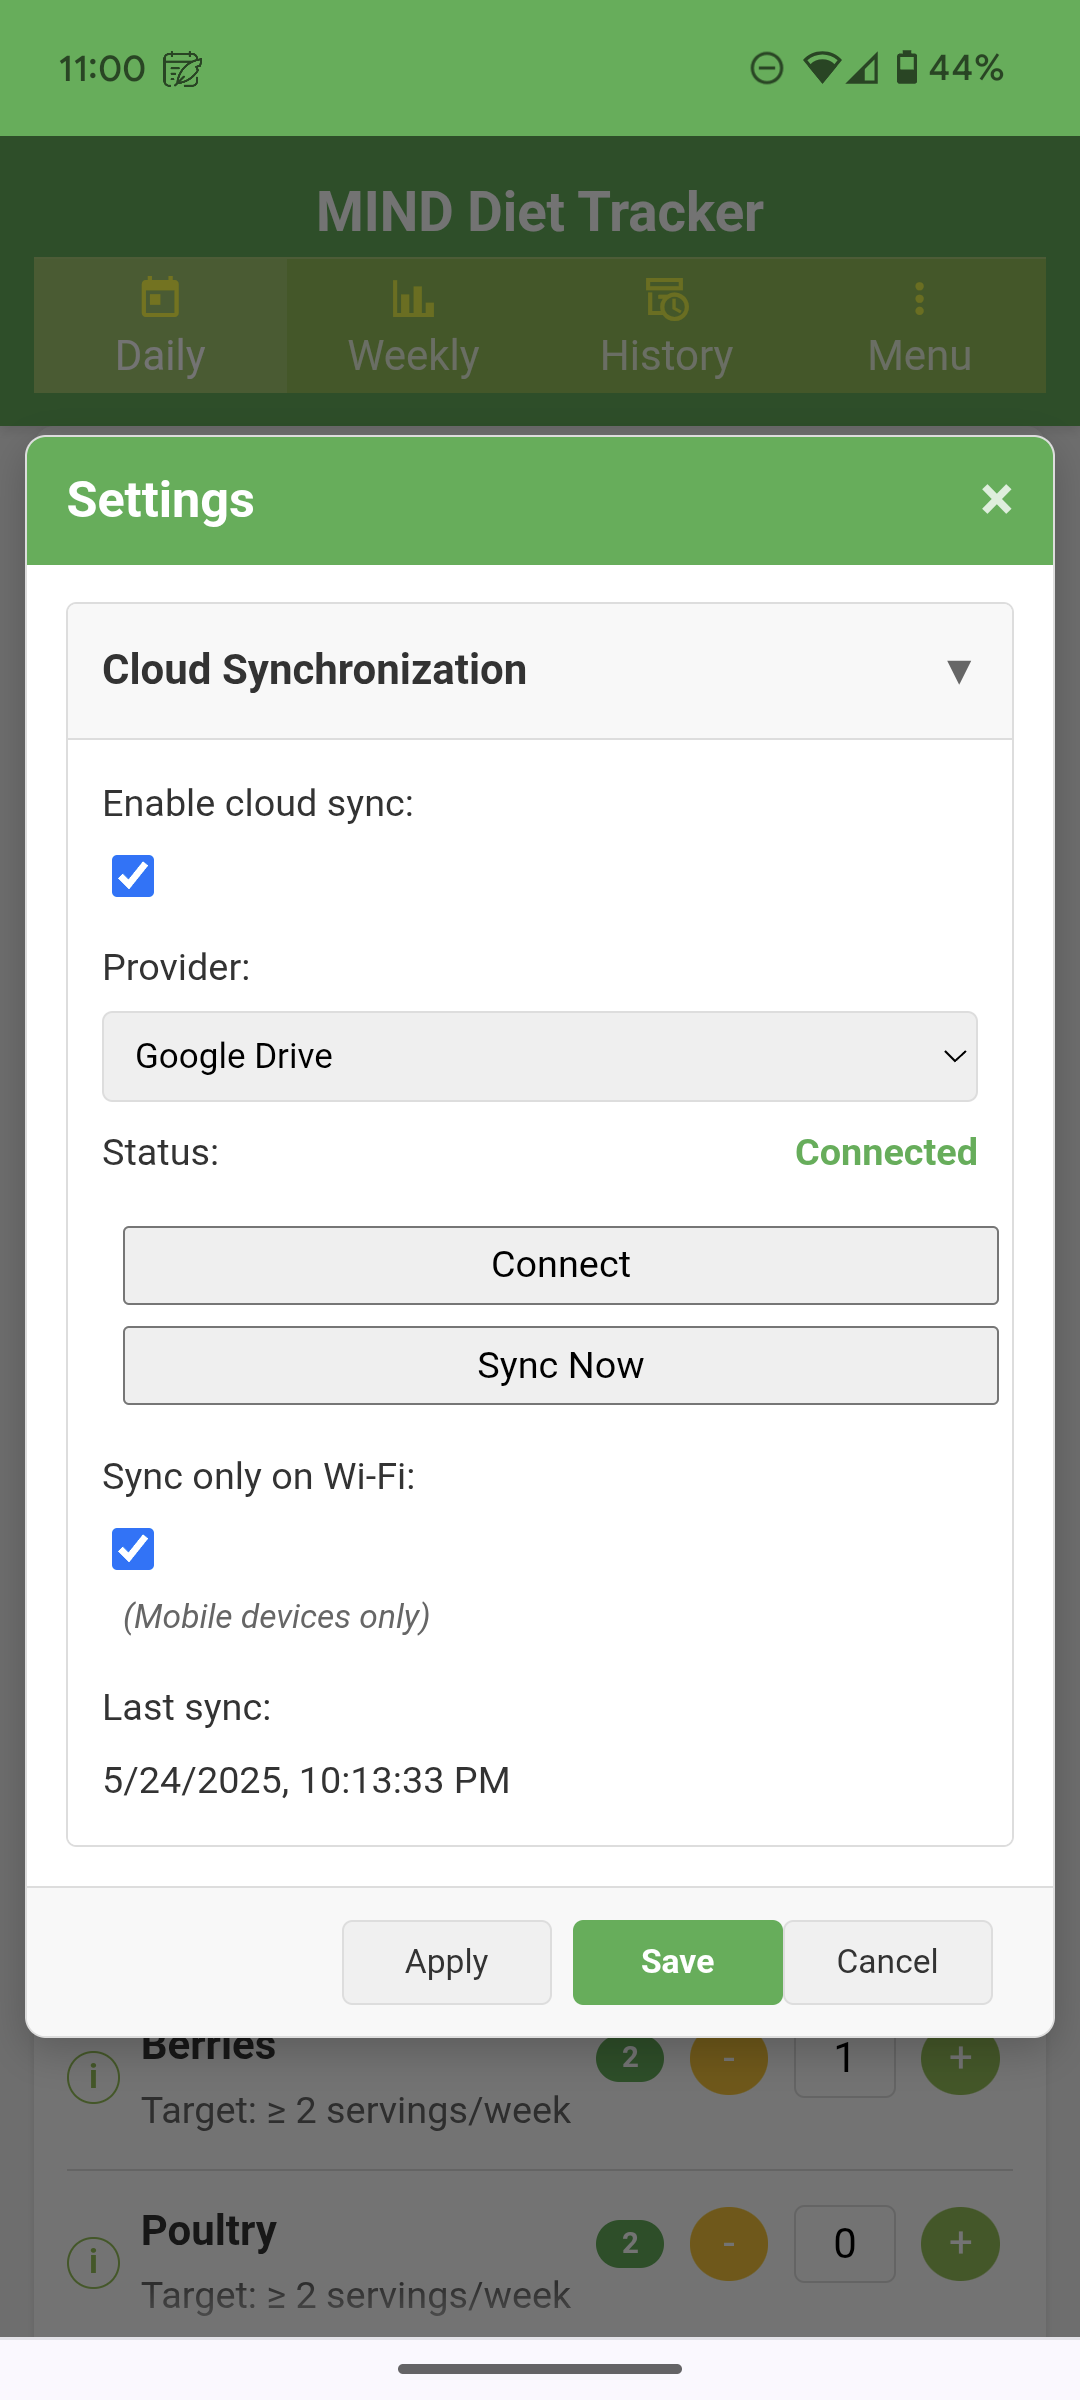 11:00 44%
MIND Diet Tracker
Daily Weekly History Menu
Settings ×
Cloud Synchronization ▼
Enable cloud sync:
Provider:
Google Drive
Status: Connected
Connect
Sync Now
Sync only on Wi-Fi:
(Mobile devices only)
Last sync:
5/24/2025, 10:13:33 PM
Apply Save Cancel
Berries 2 - 1 +
Target: ≥ 2 servings/week
Poultry 2 - 0 +
Target: ≥ 2 servings/week